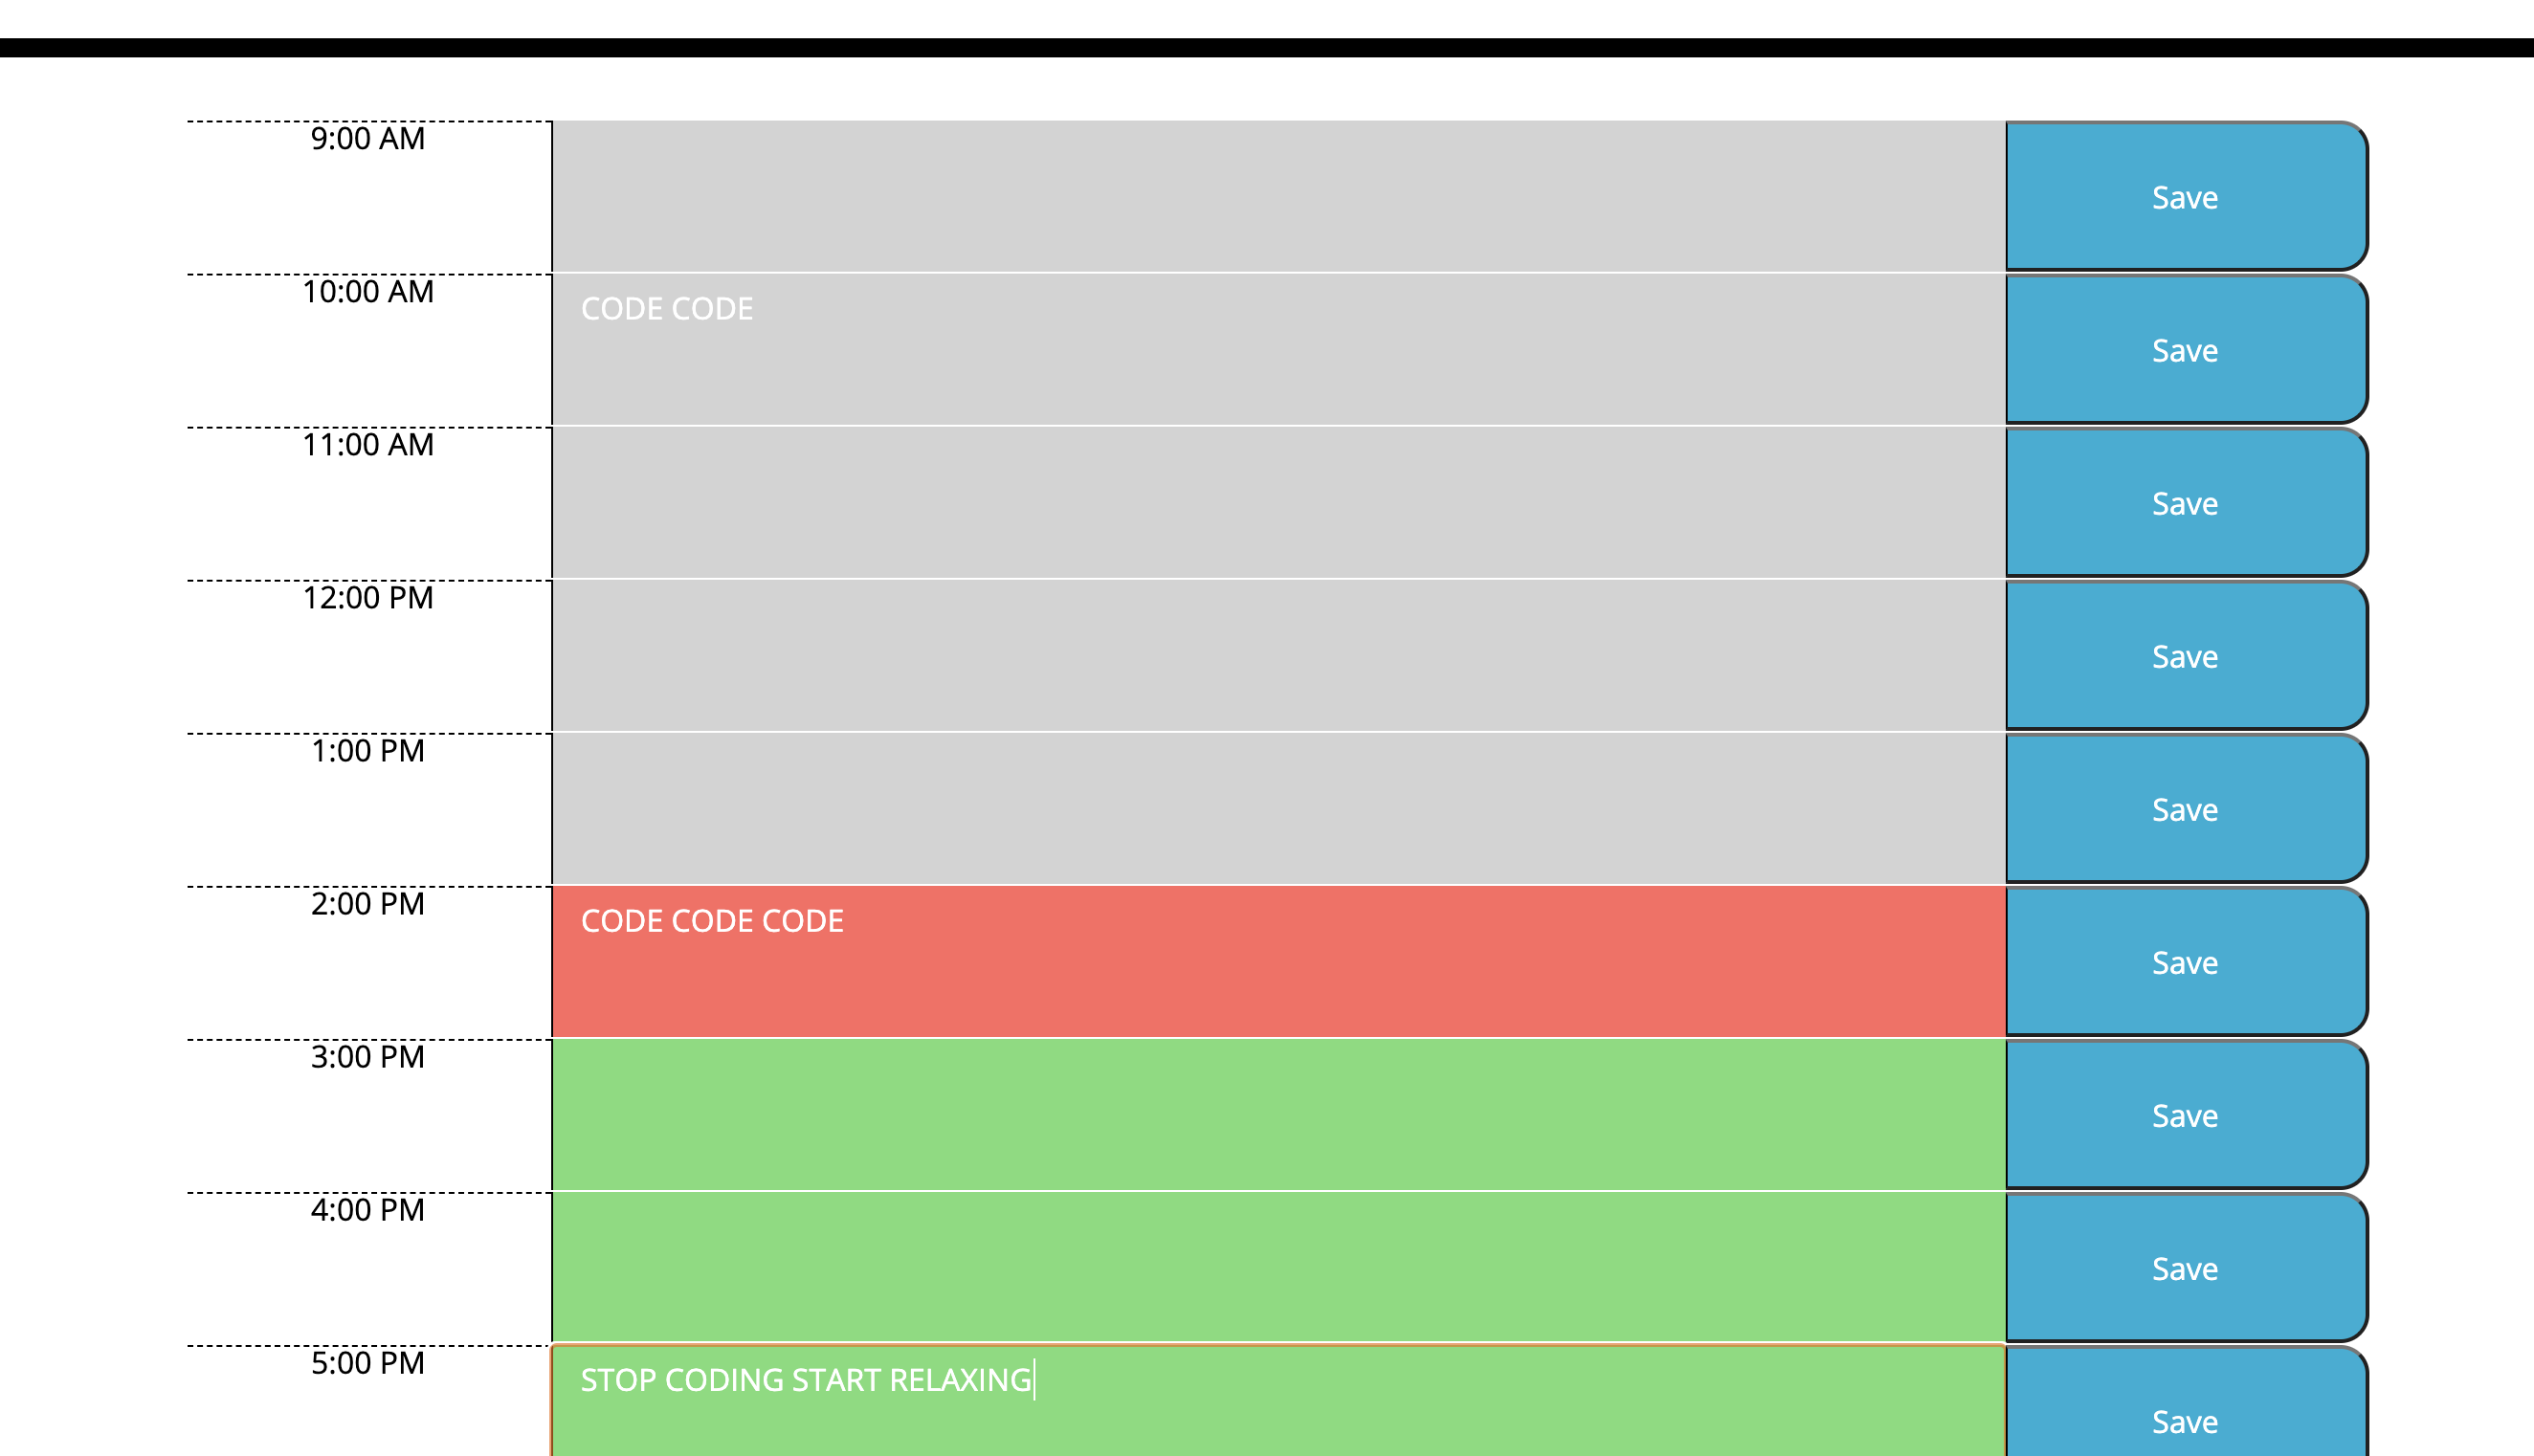 9:00 AM
Save
10:00 AM
CODE CODE
Save
11:00 AM
Save
12:00 PM
Save
1:00 PM
Save
2:00 PM
CODE CODE CODE
Save
3:00 PM
Save
4:00 PM
Save
5:00 PM
STOP CODING START RELAXING
Save